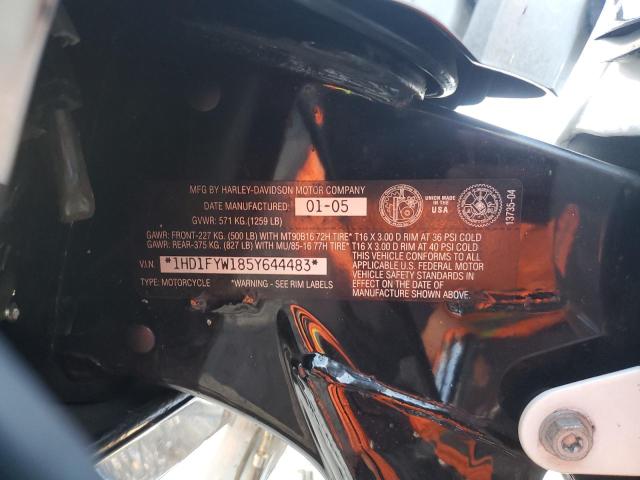 MFG BY HARLEY-DAVIDSON MOTOR COMPANY
DATE MANUFACTURED: 01-05
GVWR: 571 KG.(1259 LB)
UNION MADE IN THE USA
13735-04
GAWR: FRONT-227 KG. (500 LB) WITH MT90B16 72H TIRE* T16 X 3.00 D RIM AT 36 PSI COLD
GAWR: REAR-375 KG. (827 LB) WITH MU/85-16 77H TIRE* T16 X 3.00 D RIM AT 40 PSI COLD
V.I.N. *1HD1FYW185Y644483*
TYPE: MOTORCYCLE *WARNING - SEE RIM LABELS
THIS VEHICLE CONFORMS TO ALL
APPLICABLE U.S. FEDERAL MOTOR
VEHICLE SAFETY STANDARDS IN
EFFECT ON THE DATE OF
MANUFACTURE SHOWN ABOVE.